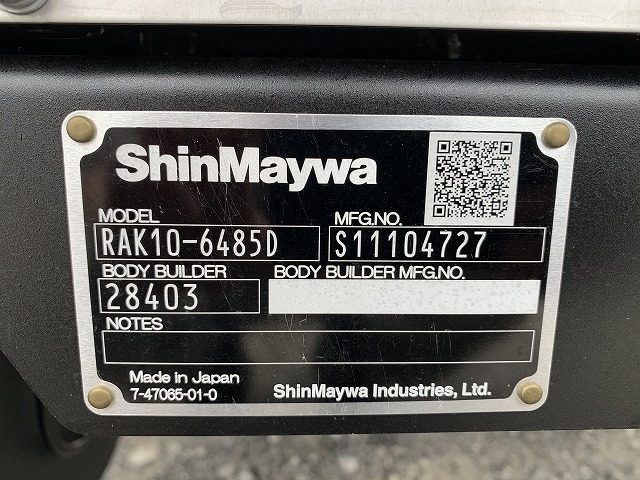 ShinMaywa
MODEL MFG.NO.
RAK10-6485D S11104727
BODY BUILDER BODY BUILDER MFG.NO.
28403
NOTES
Made in Japan
7-47065-01-0 ShinMaywa Industries, Ltd.